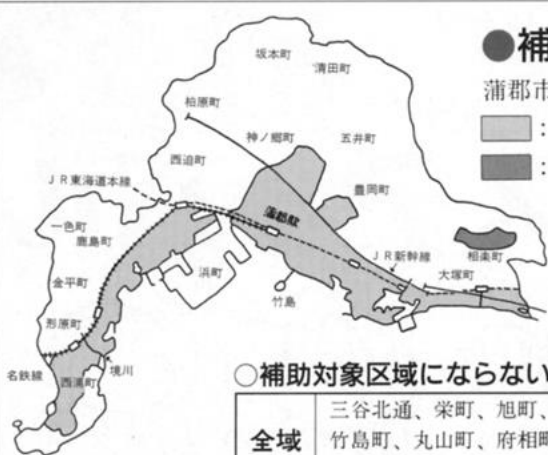 坂本町
清田町
柏原町
神ノ郷町
五井町
西迫町
豊岡町
JR東海道本線
蒲郡駅
一色町
鹿島町
JR新幹線
相楽町
大塚町
金平町
浜町
竹島
形原町
名鉄線
西浦町
境川
●補
蒲郡市
：
：
○補助対象区域にならない
全域
三谷北通、栄町、旭町、
竹島町、丸山町、府相町